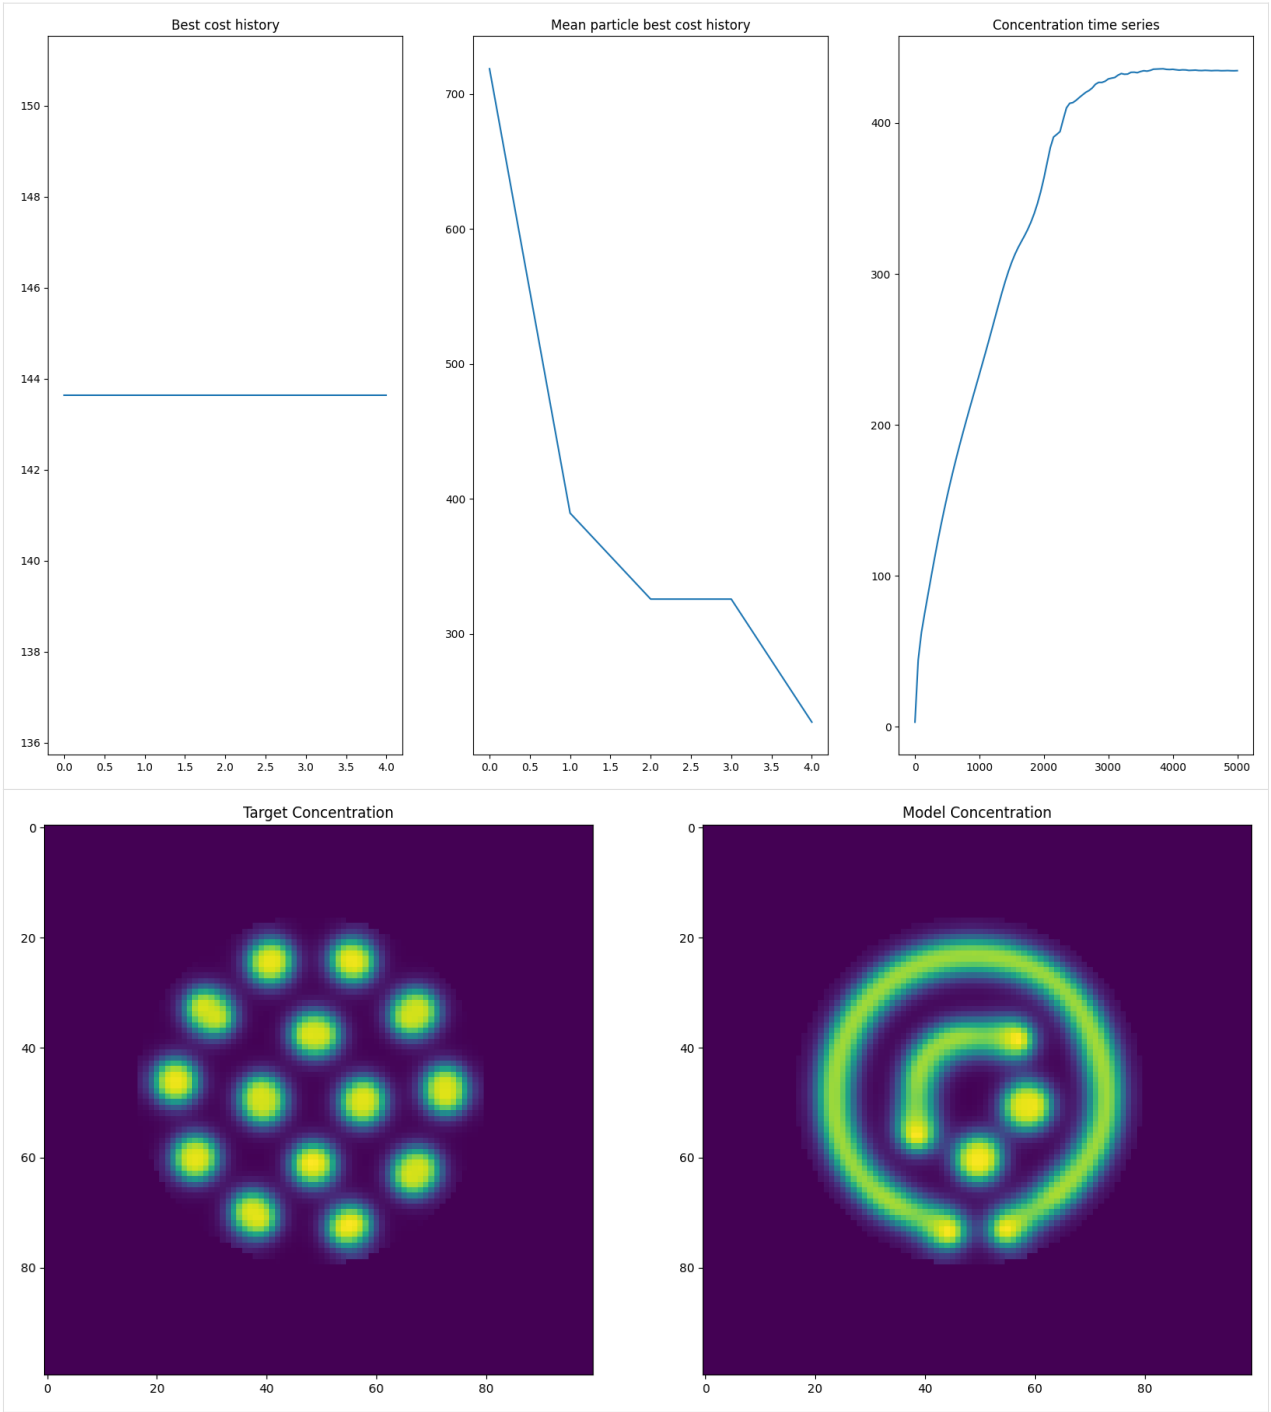 Best cost history
Mean particle best cost history
Concentration time series
150
148
146
144
142
140
138
136
0.0 0.5 1.0 1.5 2.0 2.5 3.0 3.5 4.0
700
600
500
400
300
0.0 0.5 1.0 1.5 2.0 2.5 3.0 3.5 4.0
400
300
200
100
0
0 1000 2000 3000 4000 5000
Target Concentration
0
20
40
60
80
0 20 40 60 80
Model Concentration
0
20
40
60
80
0 20 40 60 80